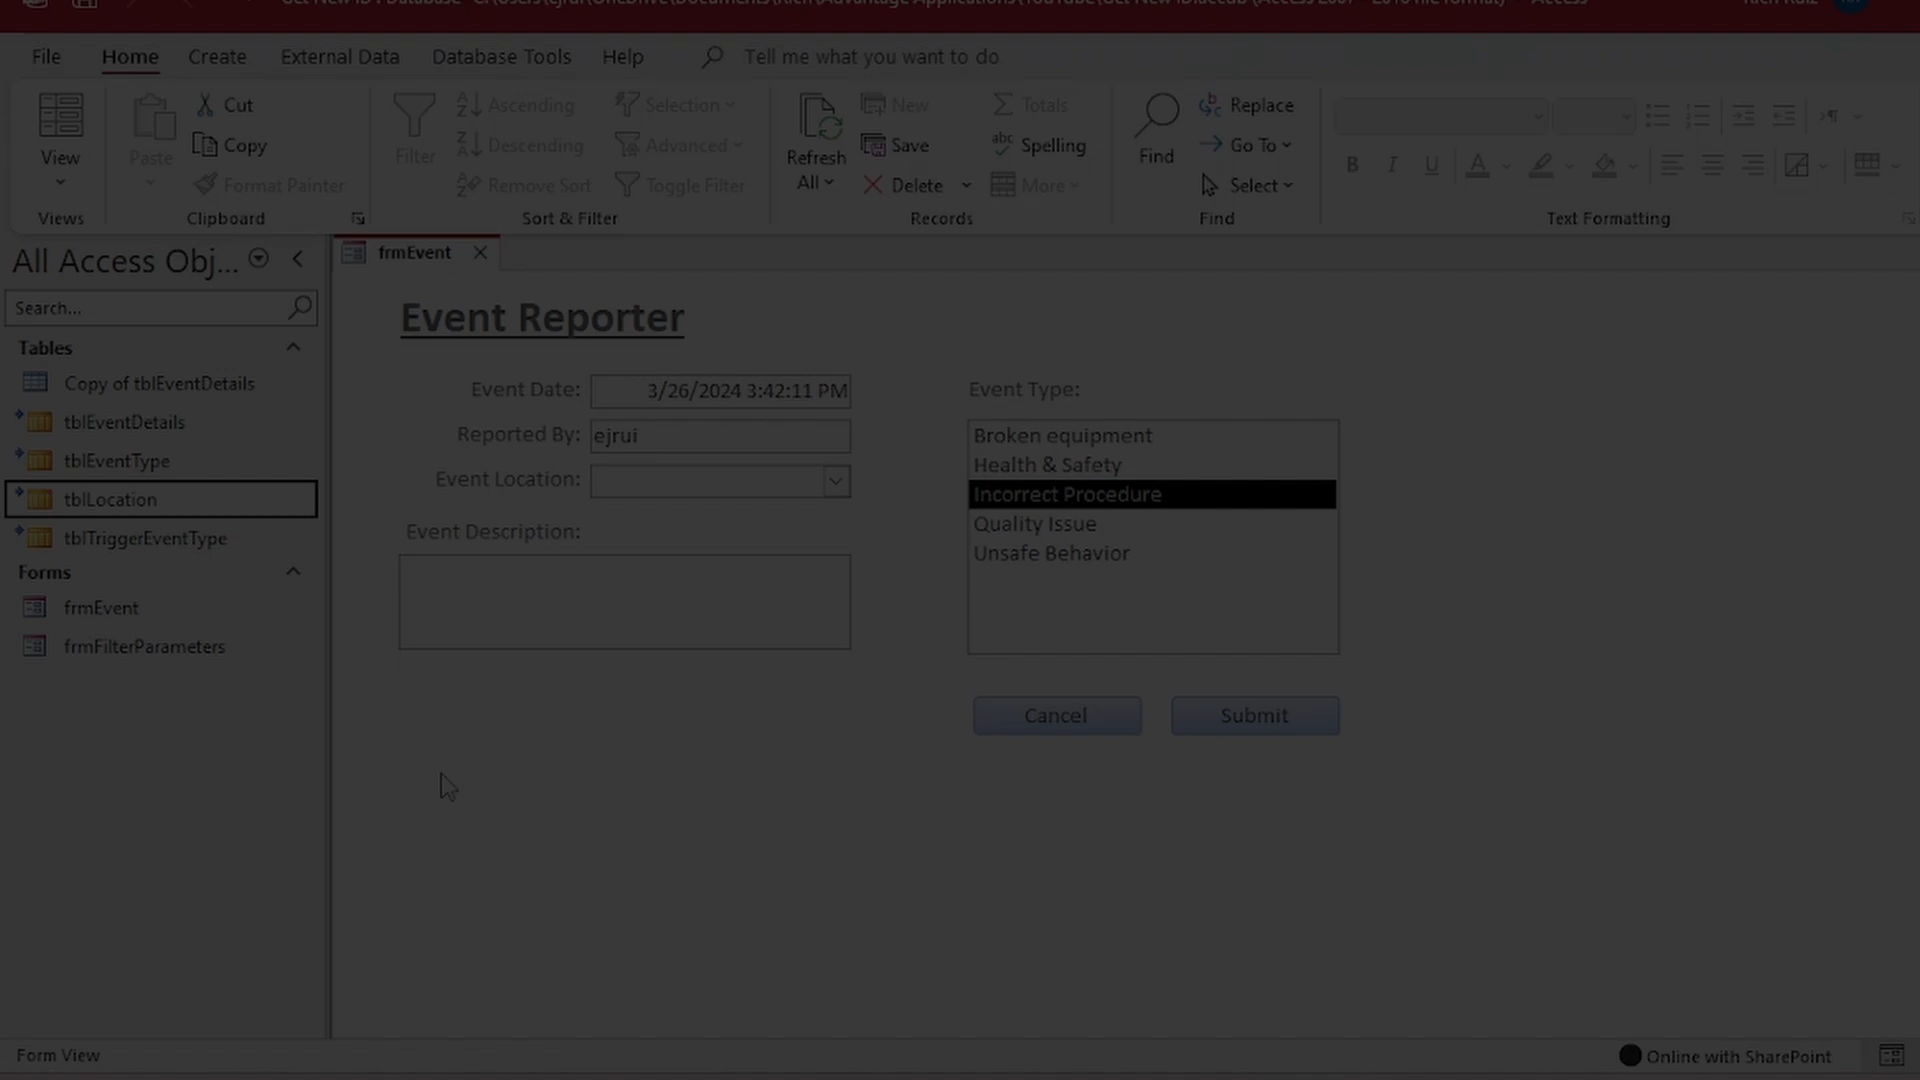 File Home Create External Data Database Tools Help Tell me what you want to do
View
Views
Paste
Cut
Copy
Format Painter
Clipboard
Filter
Ascending
Descending
Remove Sort
Selection
Advanced
Toggle Filter
Sort & Filter
Refresh
All
New
Save
Delete
Totals
Spelling
More
Records
Find
Replace
Go To
Select
Find
B I U A
Text Formatting
All Access Obj...
Search...
Tables
Copy of tblEventDetails
tblEventDetails
tblEventType
tblLocation
tblTriggerEventType
Forms
frmEvent
frmFilterParameters
frmEvent
Event Reporter
Event Date: 3/26/2024 3:42:11 PM
Reported By: ejrui
Event Location:
Event Description:
Event Type:
Broken equipment
Health & Safety
Incorrect Procedure
Quality Issue
Unsafe Behavior
Cancel Submit
Form View Online with SharePoint